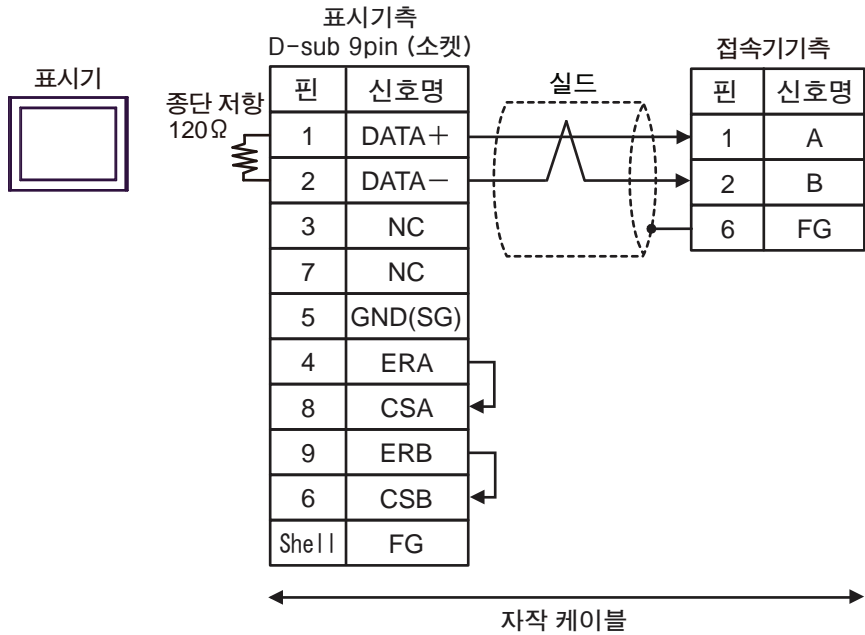 표시기측
D-sub 9pin (소켓)
접속기기측
표시기
종단 저항
120Ω
핀 신호명
1 DATA+
2 DATA−
3 NC
7 NC
5 GND(SG)
4 ERA
8 CSA
9 ERB
6 CSB
Shell FG
실드
핀 신호명
1 A
2 B
6 FG
자작 케이블